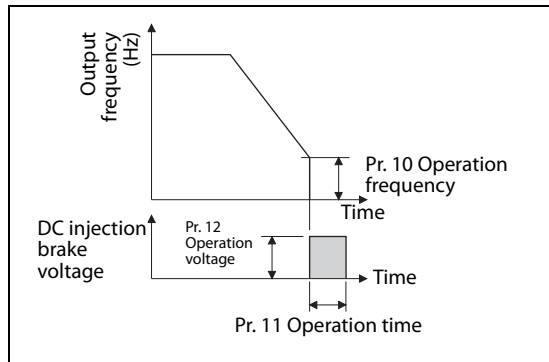 Output
frequency
(Hz)
Pr. 10 Operation
frequency
Time
DC injection
brake
voltage
Pr. 12
Operation
voltage
Time
Pr. 11 Operation time